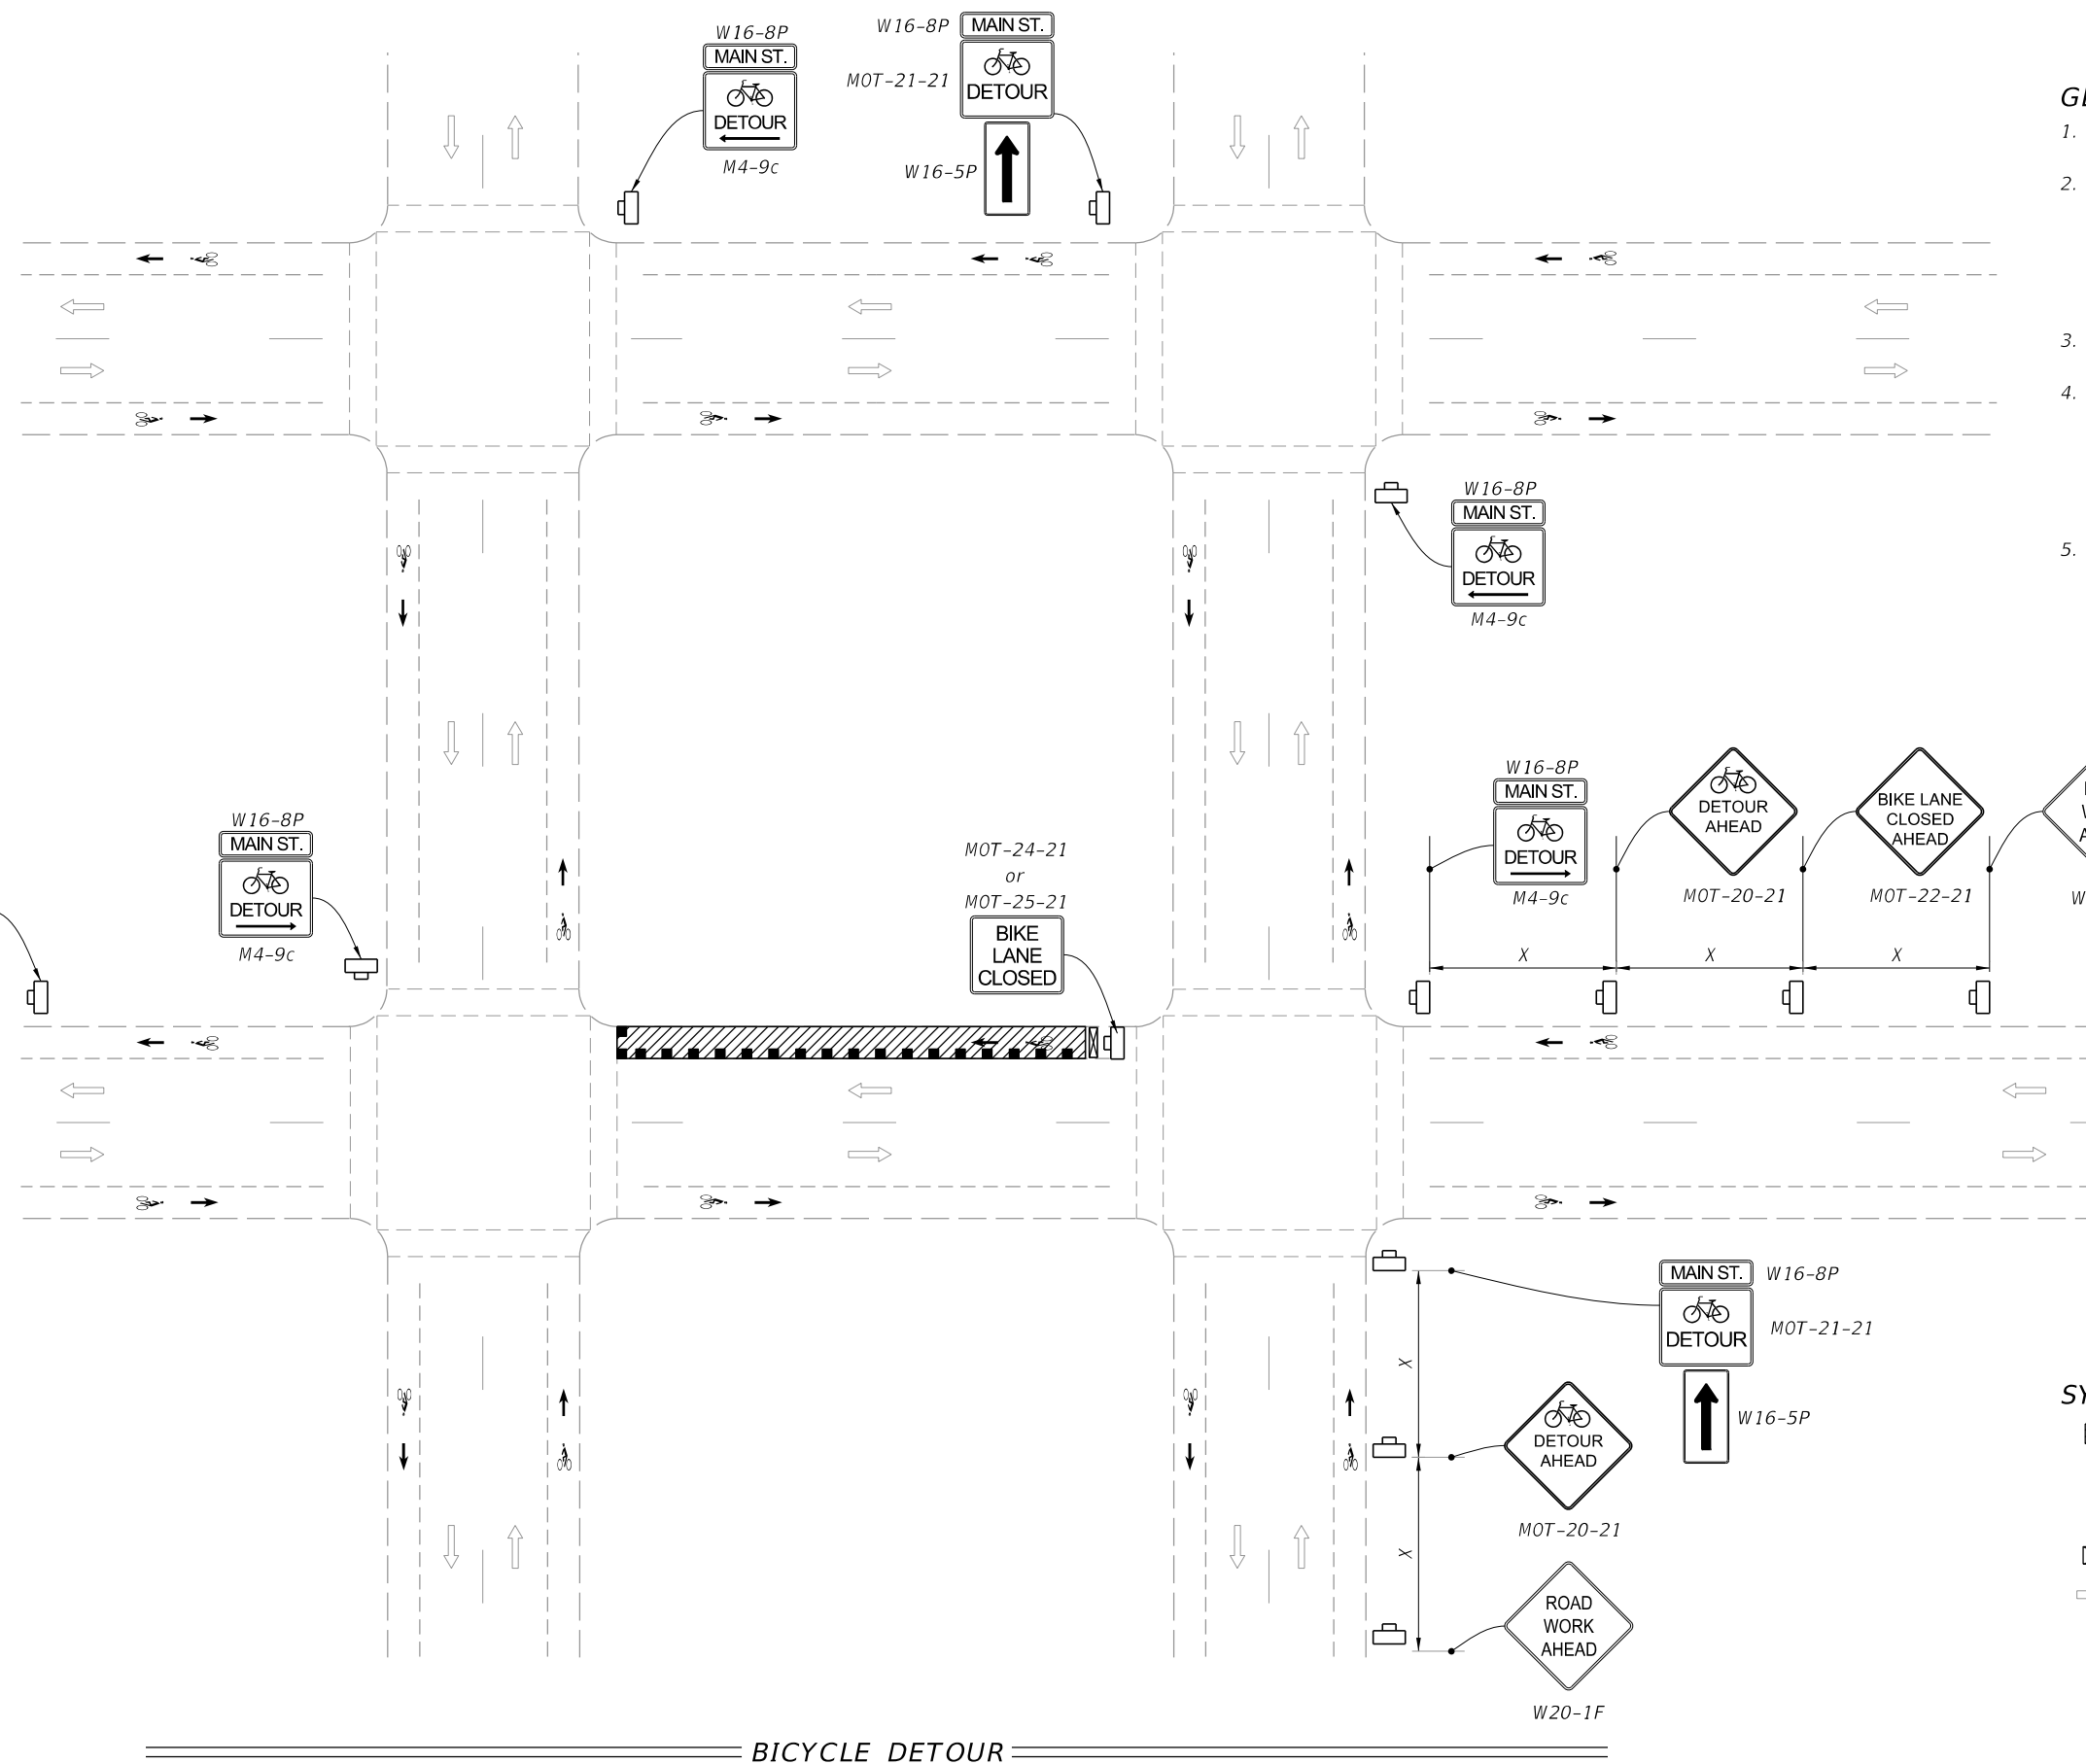 W16-8P
MAIN ST.
DETOUR
M4-9c
W16-8P
MAIN ST.
MOT-21-21
DETOUR
W16-5P
1.
2.
3.
4.
5.
W16-8P
MAIN ST.
DETOUR
M4-9c
W16-8P
MAIN ST.
DETOUR
M4-9c
DETOUR
AHEAD
MOT-20-21
BIKE LANE
CLOSED
AHEAD
MOT-22-21
X
X
X
W16-8P
MAIN ST.
DETOUR
M4-9c
MOT-24-21
or
MOT-25-21
BIKE
LANE
CLOSED
MAIN ST.
W16-8P
DETOUR
MOT-21-21
W16-5P
X
DETOUR
AHEAD
MOT-20-21
X
ROAD
WORK
AHEAD
W20-1F
BICYCLE DETOUR